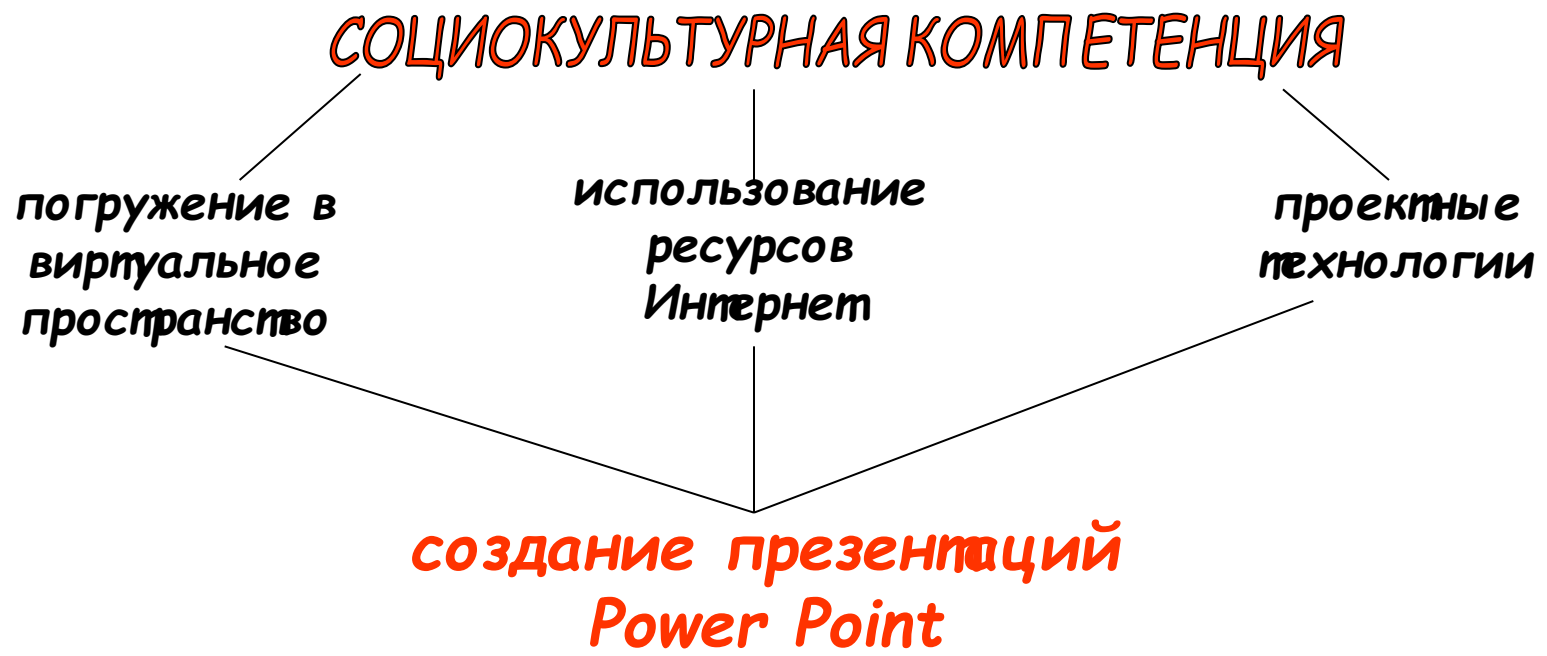 СОЦИОКУЛЬТУРНАЯ КОМПЕТЕНЦИЯ
погружение в
виртуальное
пространство
использование
ресурсов
Интернет
проектные
технологии
создание презентаций
Power Point